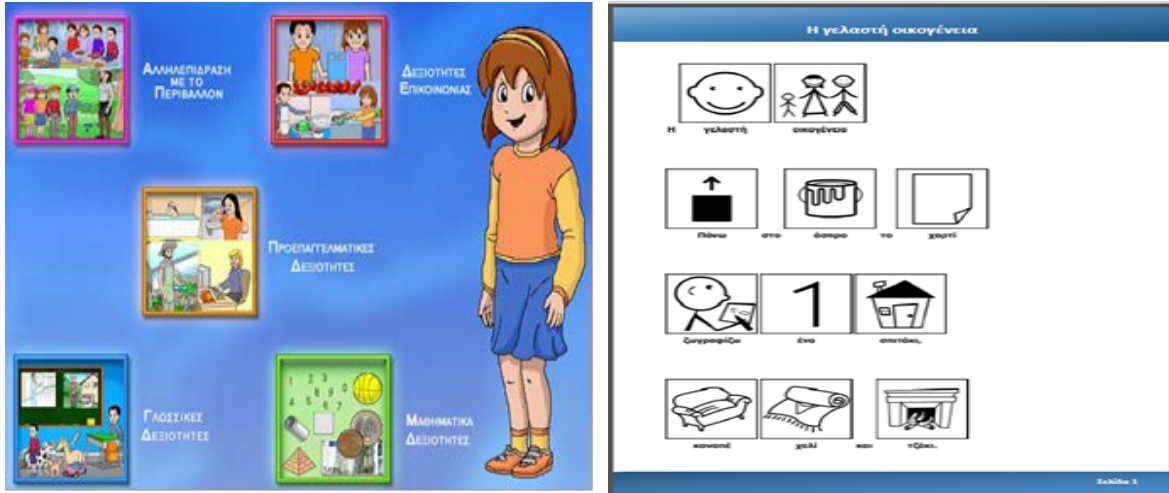 ΑΛΛΗΛΕΠΙΔΡΑΣΗ
ΜΕ ΤΟ
ΠΕΡΙΒΑΛΛΟΝ
ΔΕΞΙΟΤΗΤΕΣ
ΕΠΙΚΟΙΝΩΝΙΑΣ
ΠΡΟΕΠΑΓΓΕΛΜΑΤΙΚΕΣ
ΔΕΞΙΟΤΗΤΕΣ
ΓΛΩΣΣΙΚΕΣ
ΔΕΞΙΟΤΗΤΕΣ
ΜΑΘΗΜΑΤΙΚΑ
ΔΕΞΙΟΤΗΤΕΣ
Η γελαστή οικογένεια
Η γελαστή οικογένεια
Πάνω στο άσπρο το χαρτί
1
ζωγραφίζω ένα σπιτάκι,
καναπέ χαλί και τζάκι.
Σελίδα 1